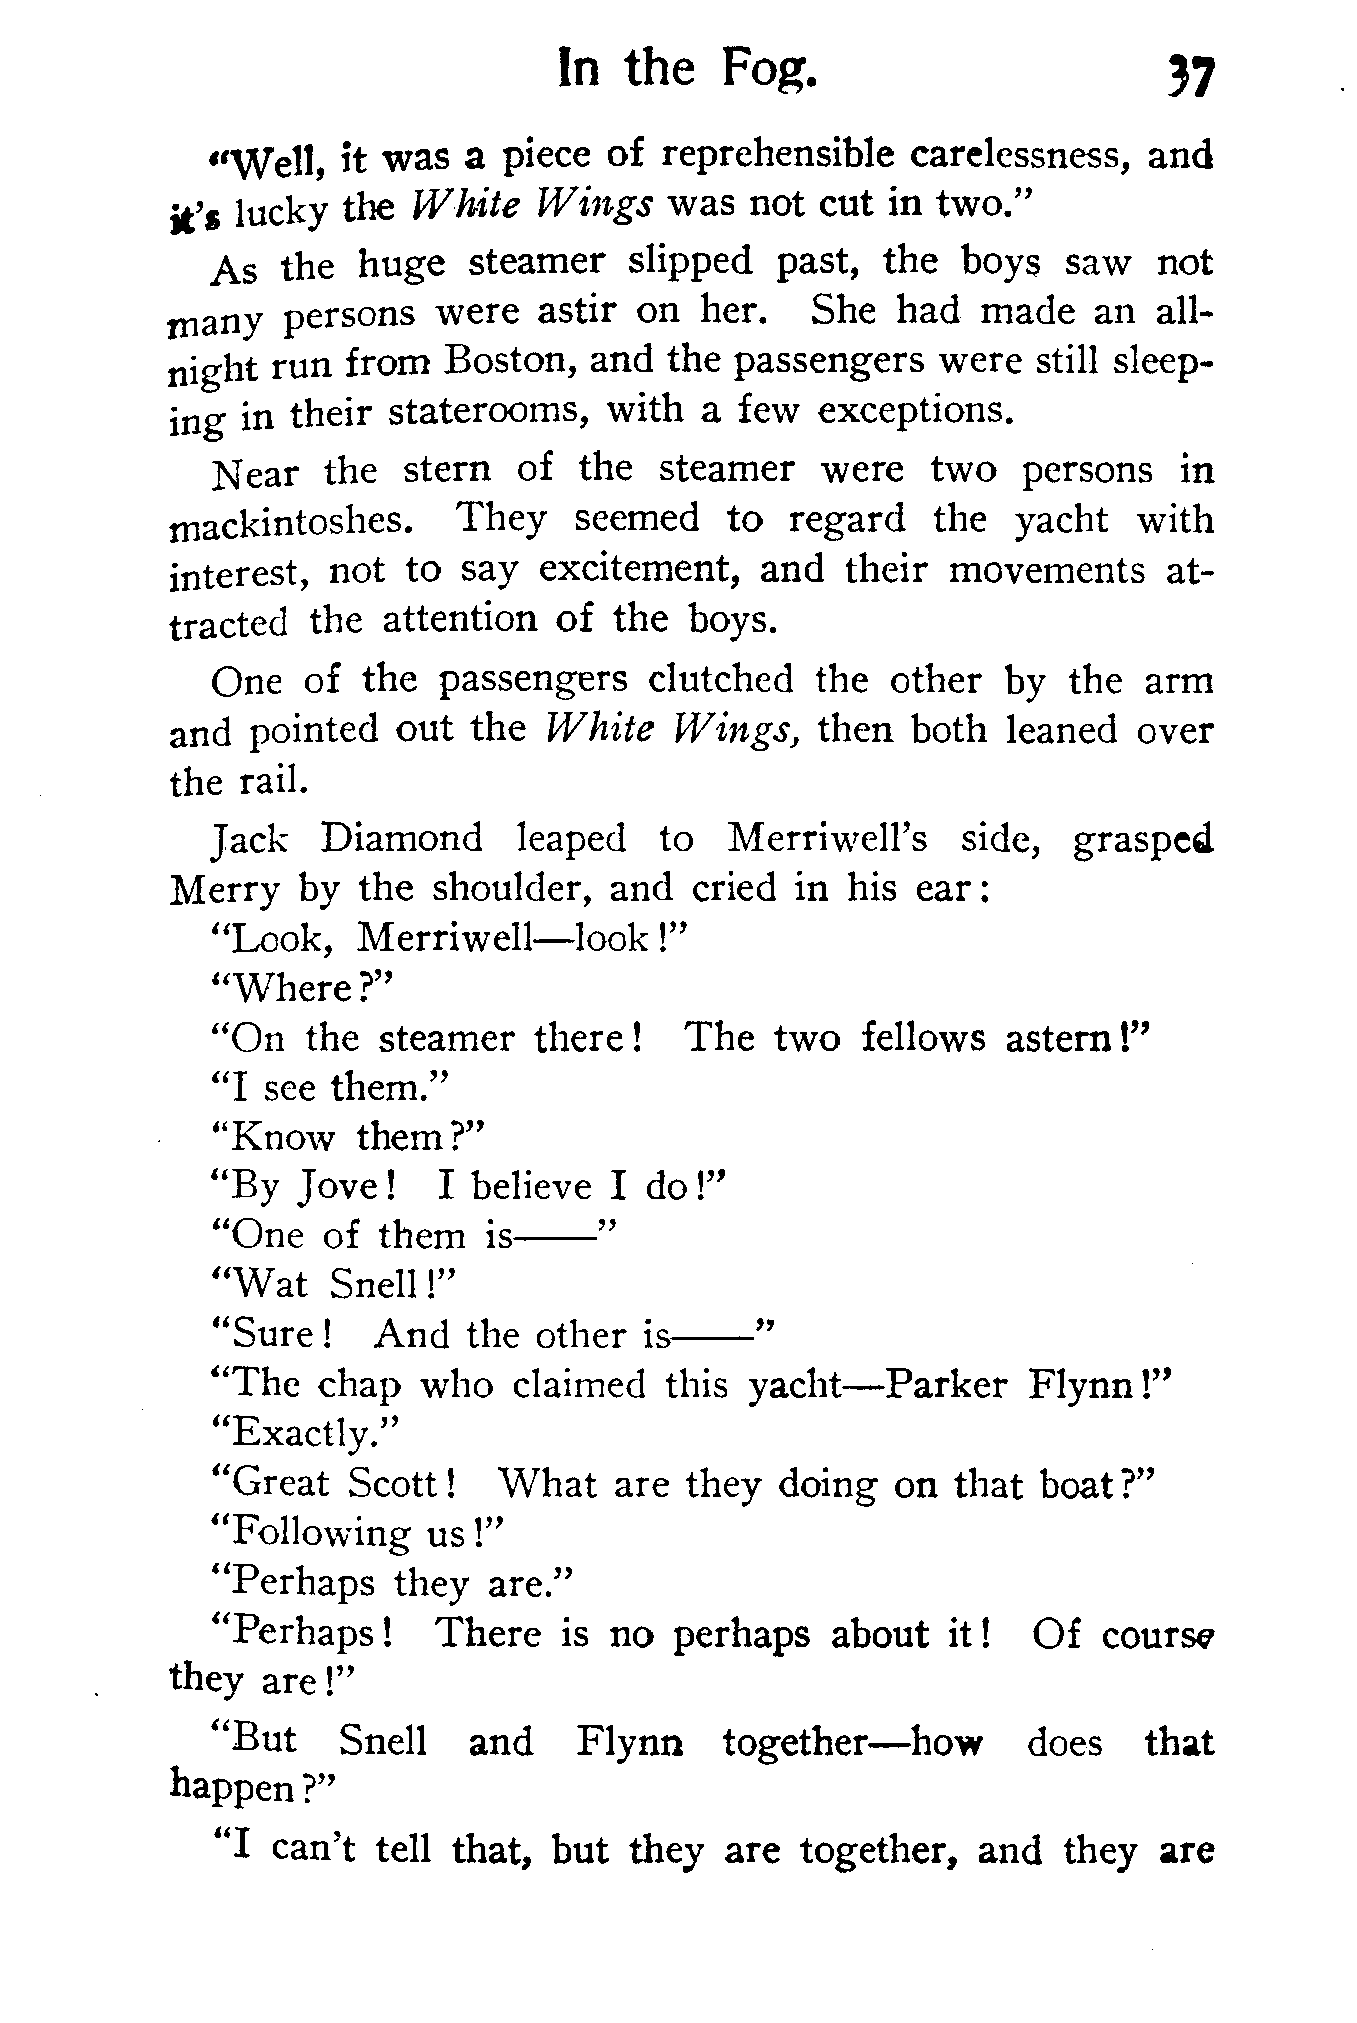 In the Fog. 37
“Well, it was a piece of reprehensible carelessness, and
it’s lucky the White Wings was not cut in two.”
As the huge steamer slipped past, the boys saw not
many persons were astir on her. She had made an all-
night run from Boston, and the passengers were still sleep-
ing in their staterooms, with a few exceptions.
Near the stern of the steamer were two persons in
mackintoshes. They seemed to regard the yacht with
interest, not to say excitement, and their movements at-
tracted the attention of the boys.
One of the passengers clutched the other by the arm
and pointed out the White Wings, then both leaned over
the rail.
Jack Diamond leaped to Merriwell’s side, grasped
Merry by the shoulder, and cried in his ear:
“Look, Merriwell—look!”
“Where?”
“On the steamer there! The two fellows astern!”
“I see them.”
“Know them?”
“By Jove! I believe I do!”
“One of them is——”
“Wat Snell!”
“Sure! And the other is——”
“The chap who claimed this yacht—Parker Flynn!”
“Exactly.”
“Great Scott! What are they doing on that boat?”
“Following us!”
“Perhaps they are.”
“Perhaps! There is no perhaps about it! Of course
they are!”
“But Snell and Flynn together—how does that
happen?”
“I can’t tell that, but they are together, and they are